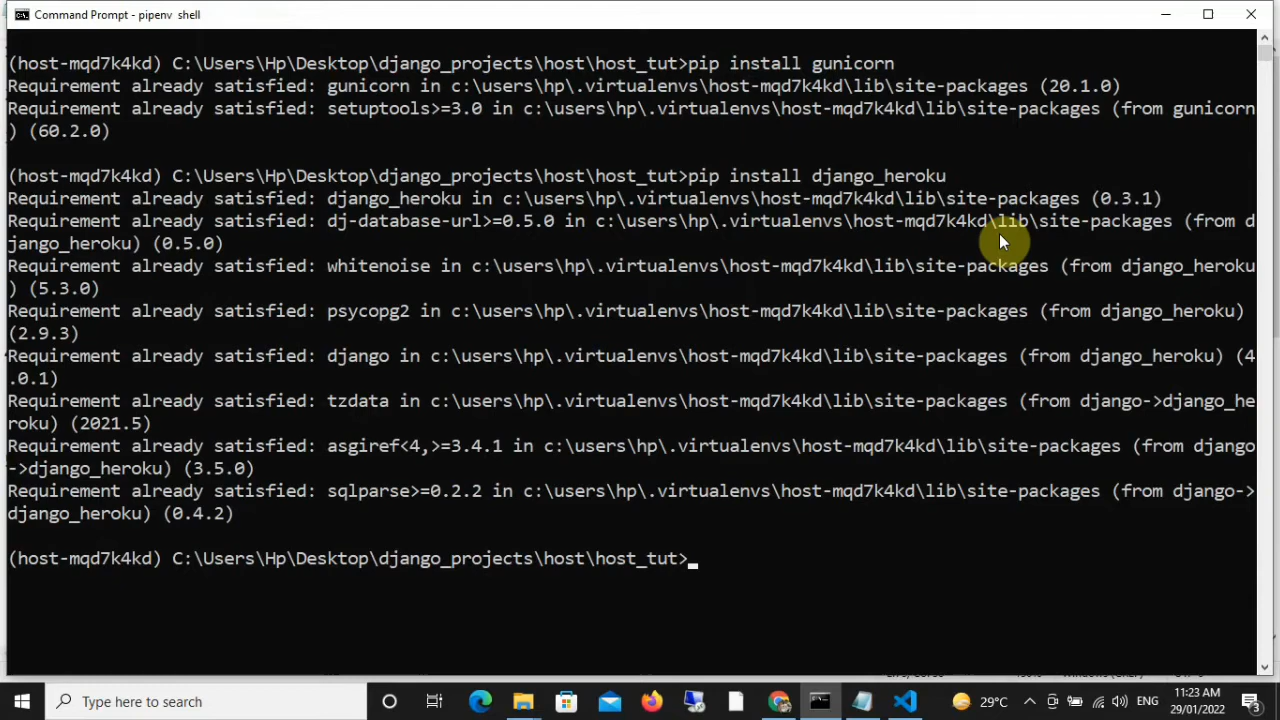 Command Prompt - pipenv shell
(host-mqd7k4kd) C:\Users\Hp\Desktop\django_projects\host\host_tut>pip install gunicorn
Requirement already satisfied: gunicorn in c:\users\hp\.virtualenvs\host-mqd7k4kd\lib\site-packages (20.1.0)
Requirement already satisfied: setuptools>=3.0 in c:\users\hp\.virtualenvs\host-mqd7k4kd\lib\site-packages (from gunicorn
) (60.2.0)
(host-mqd7k4kd) C:\Users\Hp\Desktop\django_projects\host\host_tut>pip install django_heroku
Requirement already satisfied: django_heroku in c:\users\hp\.virtualenvs\host-mqd7k4kd\lib\site-packages (0.3.1)
Requirement already satisfied: dj-database-url>=0.5.0 in c:\users\hp\.virtualenvs\host-mqd7k4kd\lib\site-packages (from d
jango_heroku) (0.5.0)
Requirement already satisfied: whitenoise in c:\users\hp\.virtualenvs\host-mqd7k4kd\lib\site-packages (from django_heroku
) (5.3.0)
Requirement already satisfied: psycopg2 in c:\users\hp\.virtualenvs\host-mqd7k4kd\lib\site-packages (from django_heroku)
(2.9.3)
Requirement already satisfied: django in c:\users\hp\.virtualenvs\host-mqd7k4kd\lib\site-packages (from django_heroku) (4
.0.1)
Requirement already satisfied: tzdata in c:\users\hp\.virtualenvs\host-mqd7k4kd\lib\site-packages (from django->django_he
roku) (2021.5)
Requirement already satisfied: asgiref<4,>=3.4.1 in c:\users\hp\.virtualenvs\host-mqd7k4kd\lib\site-packages (from django
->django_heroku) (3.5.0)
Requirement already satisfied: sqlparse>=0.2.2 in c:\users\hp\.virtualenvs\host-mqd7k4kd\lib\site-packages (from django->
django_heroku) (0.4.2)
(host-mqd7k4kd) C:\Users\Hp\Desktop\django_projects\host\host_tut>
Type here to search
29°C
ENG
11:23 AM
29/01/2022
3